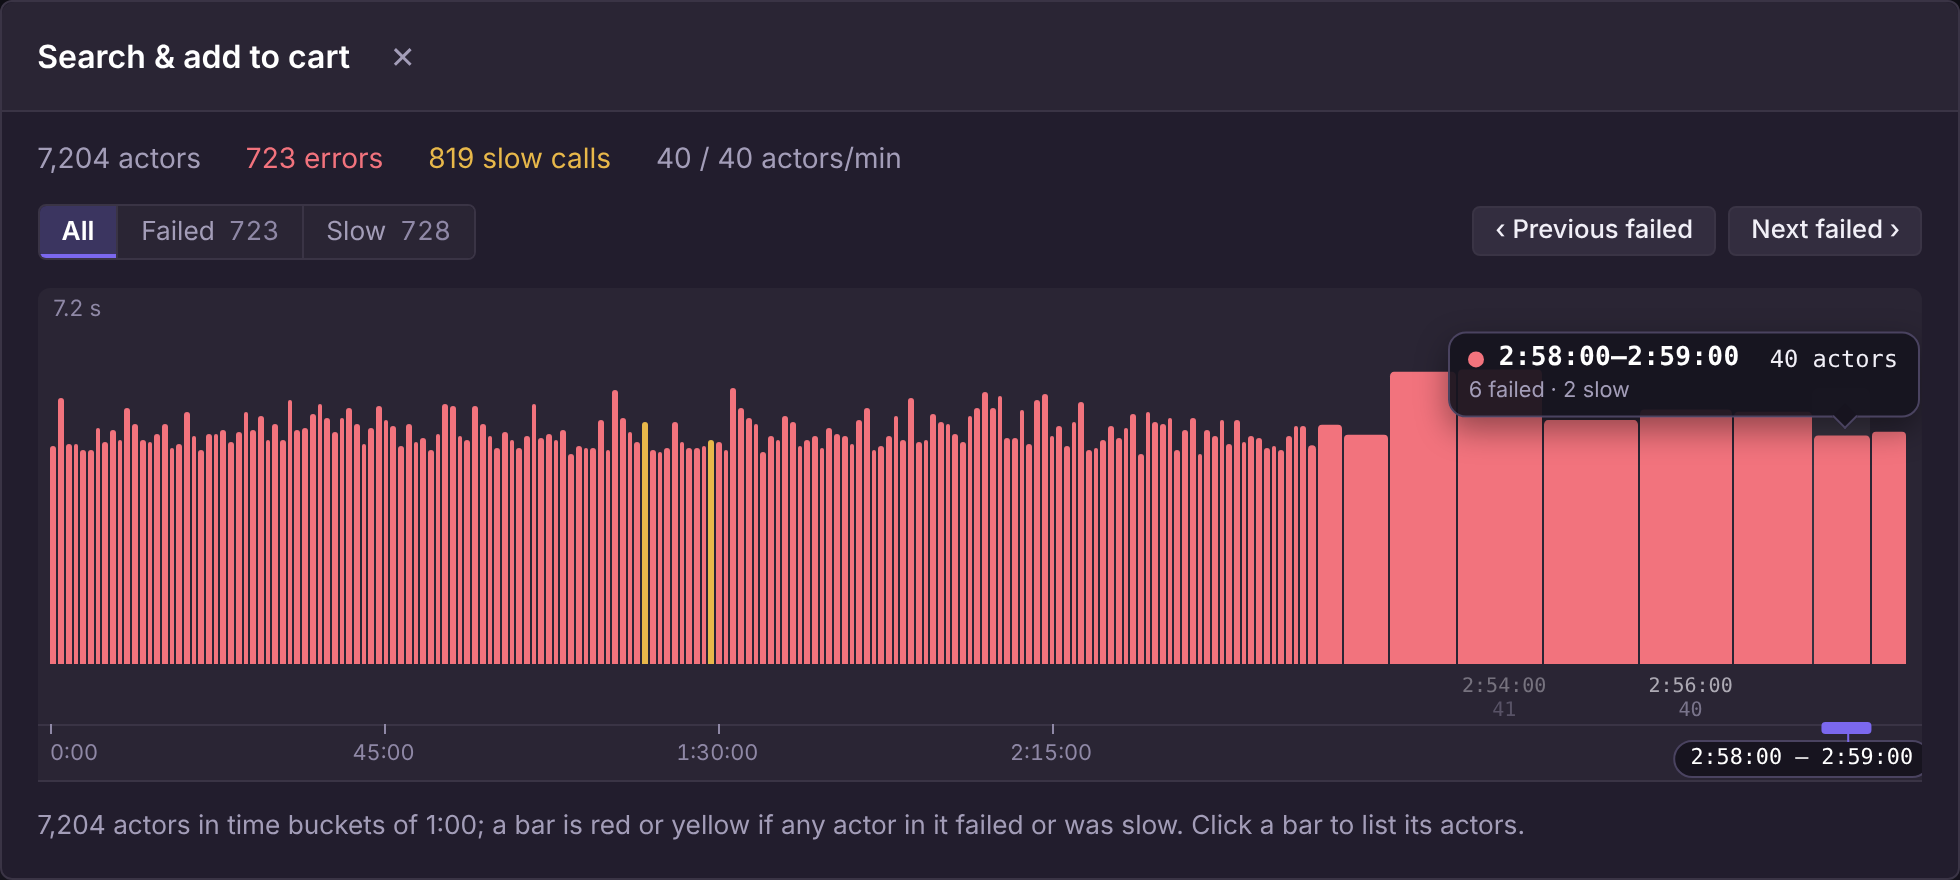 Search & add to cart ✕
7,204 actors 723 errors 819 slow calls 40 / 40 actors/min
All Failed 723 Slow 728 ‹ Previous failed Next failed ›
7.2 s
2:58:00–2:59:00 40 actors
6 failed · 2 slow
2:54:00 2:56:00
41 40
0:00 45:00 1:30:00 2:15:00 2:58:00 – 2:59:00
7,204 actors in time buckets of 1:00; a bar is red or yellow if any actor in it failed or was slow. Click a bar to list its actors.